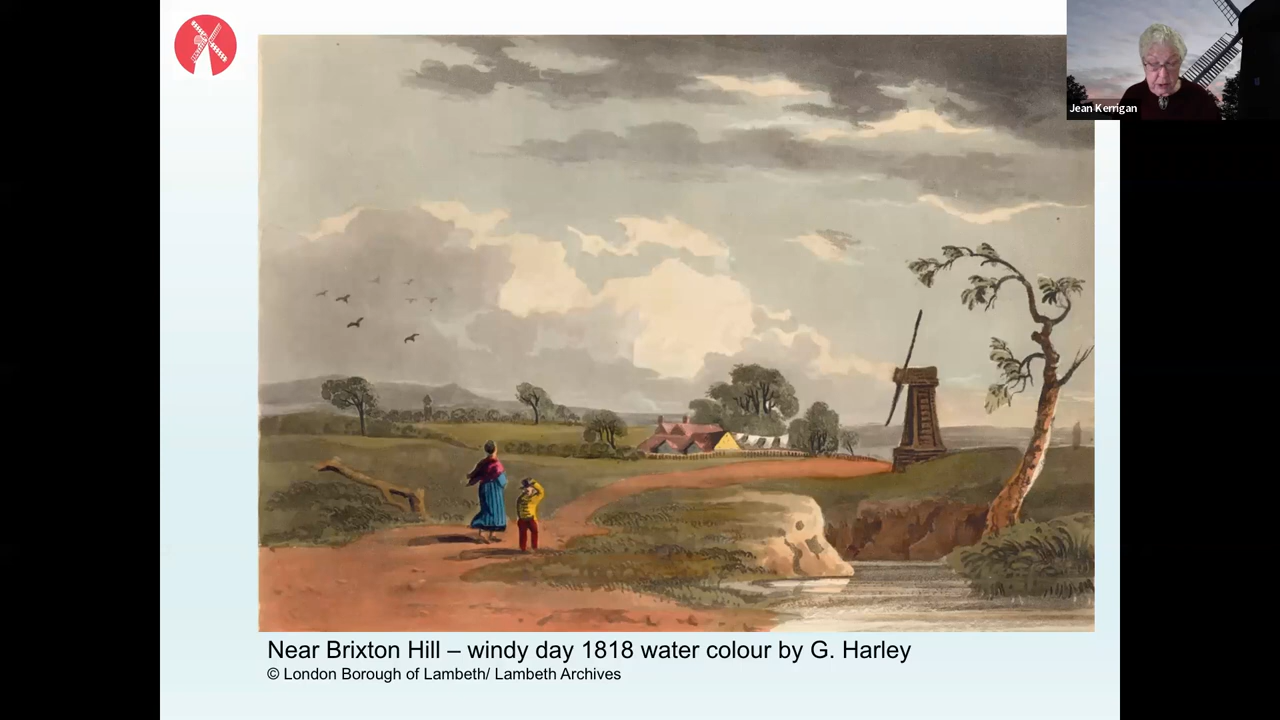 Jean Kerrigan
Near Brixton Hill – windy day 1818 water colour by G. Harley
© London Borough of Lambeth/ Lambeth Archives